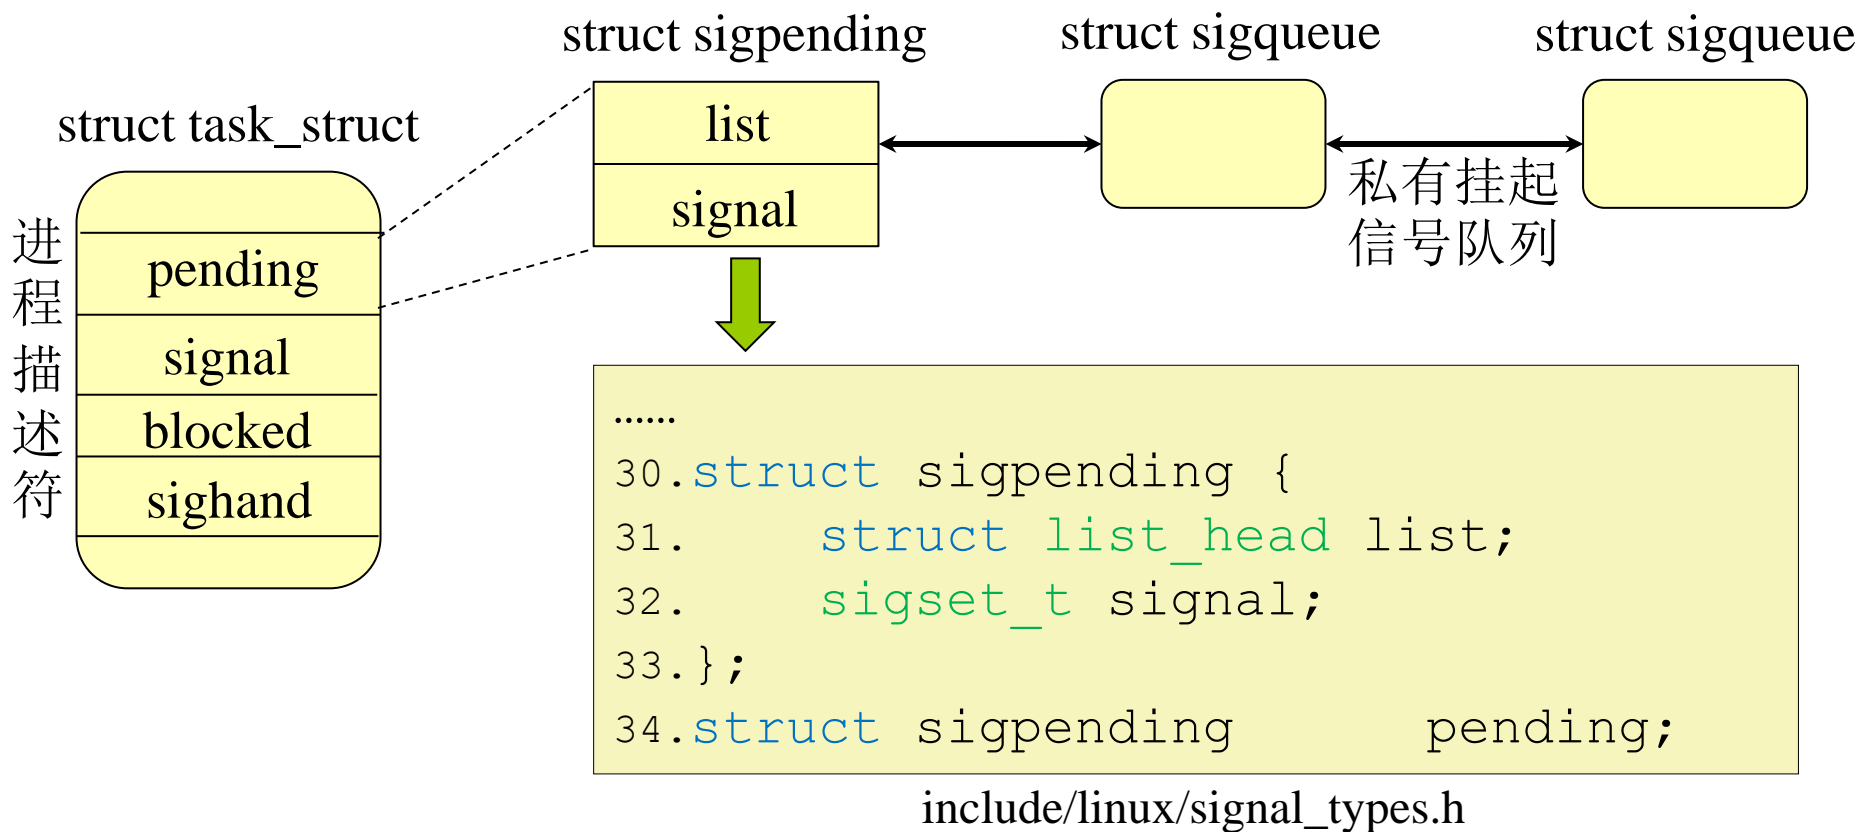 struct sigpending
struct sigqueue
struct sigqueue
struct task_struct
list
signal
私有挂起
信号队列
进程描述符
pending
signal
blocked
sighand
......
30.struct sigpending {
31. struct list_head list;
32. sigset_t signal;
33.};
34.struct sigpending pending;
include/linux/signal_types.h